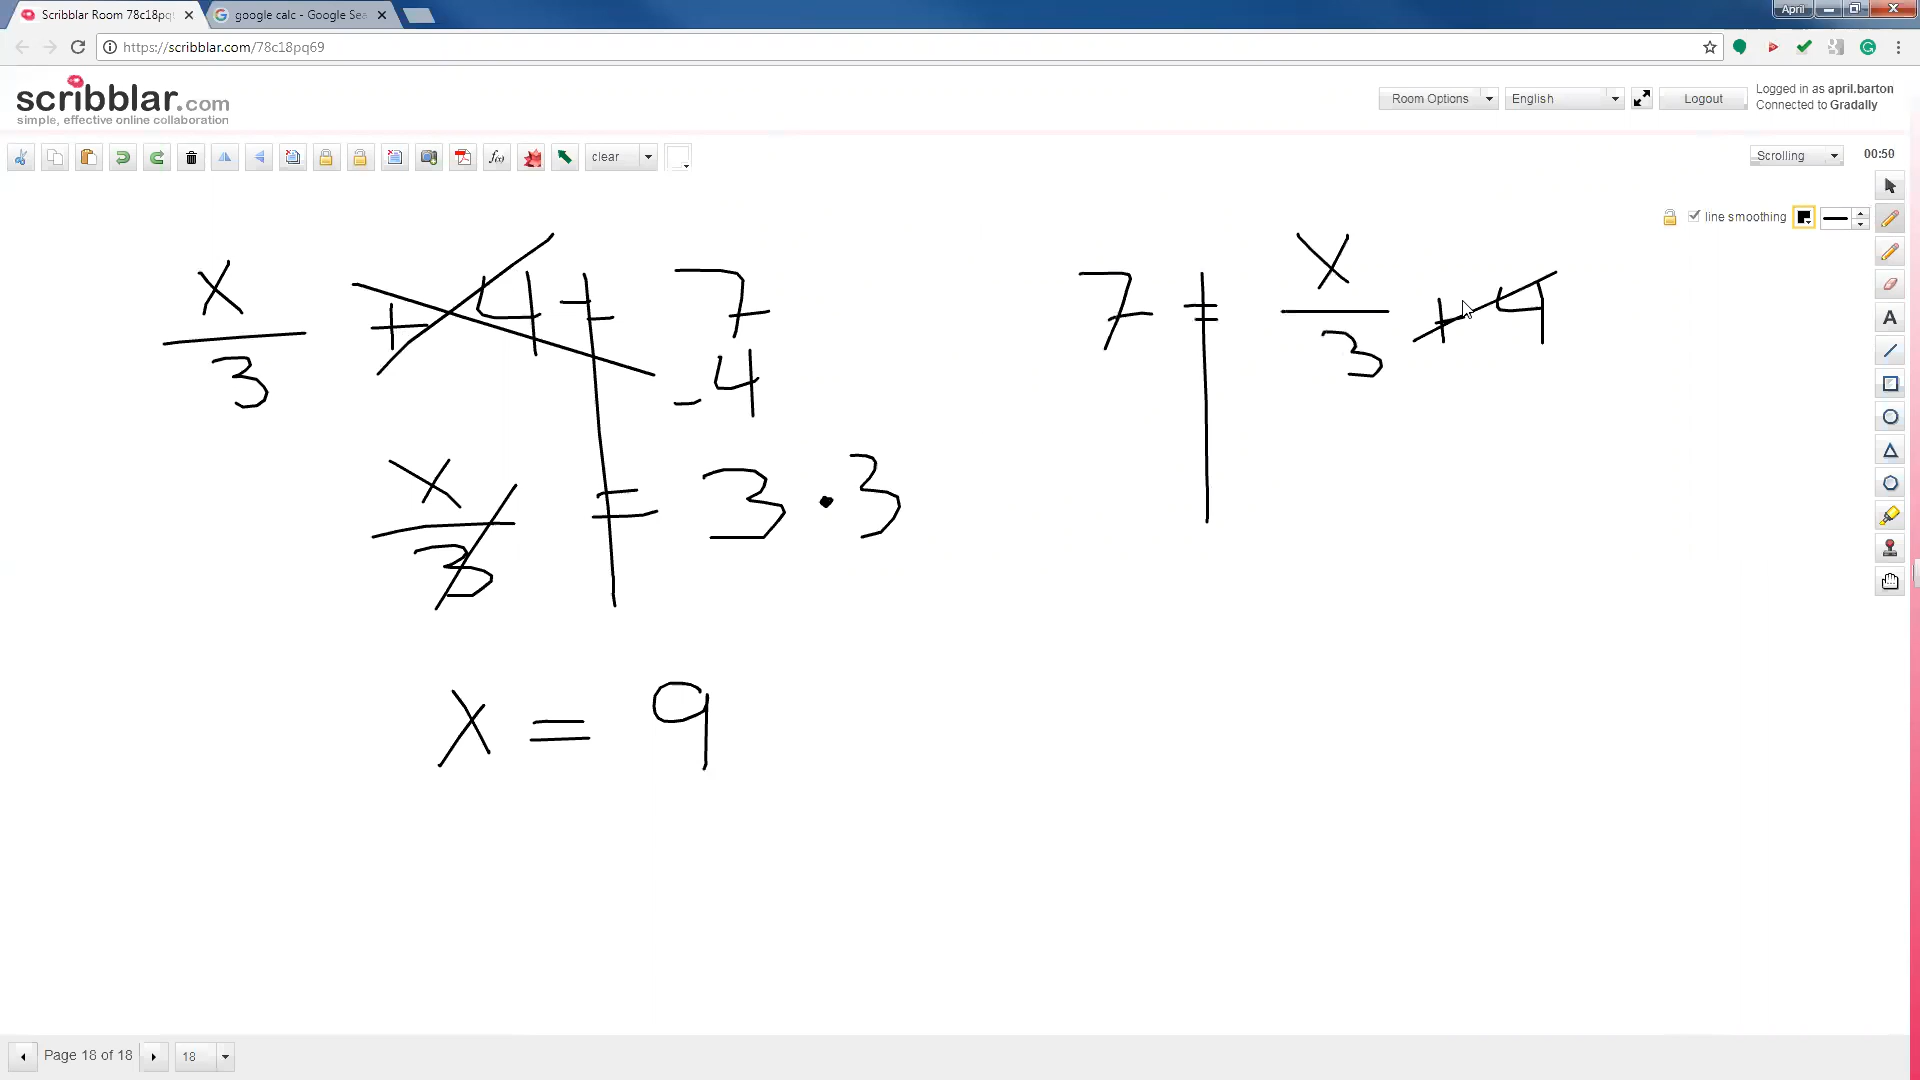 Scribblar Room 78c18pq
google calc - Google Sea
April
https://scribblar.com/78c18pq69
scribblar.com
simple, effective online collaboration
Room Options
English
Logout
Logged in as april.barton
Connected to Gradally
f(x)
clear
Scrolling
00:50
line smoothing
A
x/3 + 4 = 7
- 4
x/3 = 3 · 3
x = 9
7 = x/3 + 4
Page 18 of 18
18